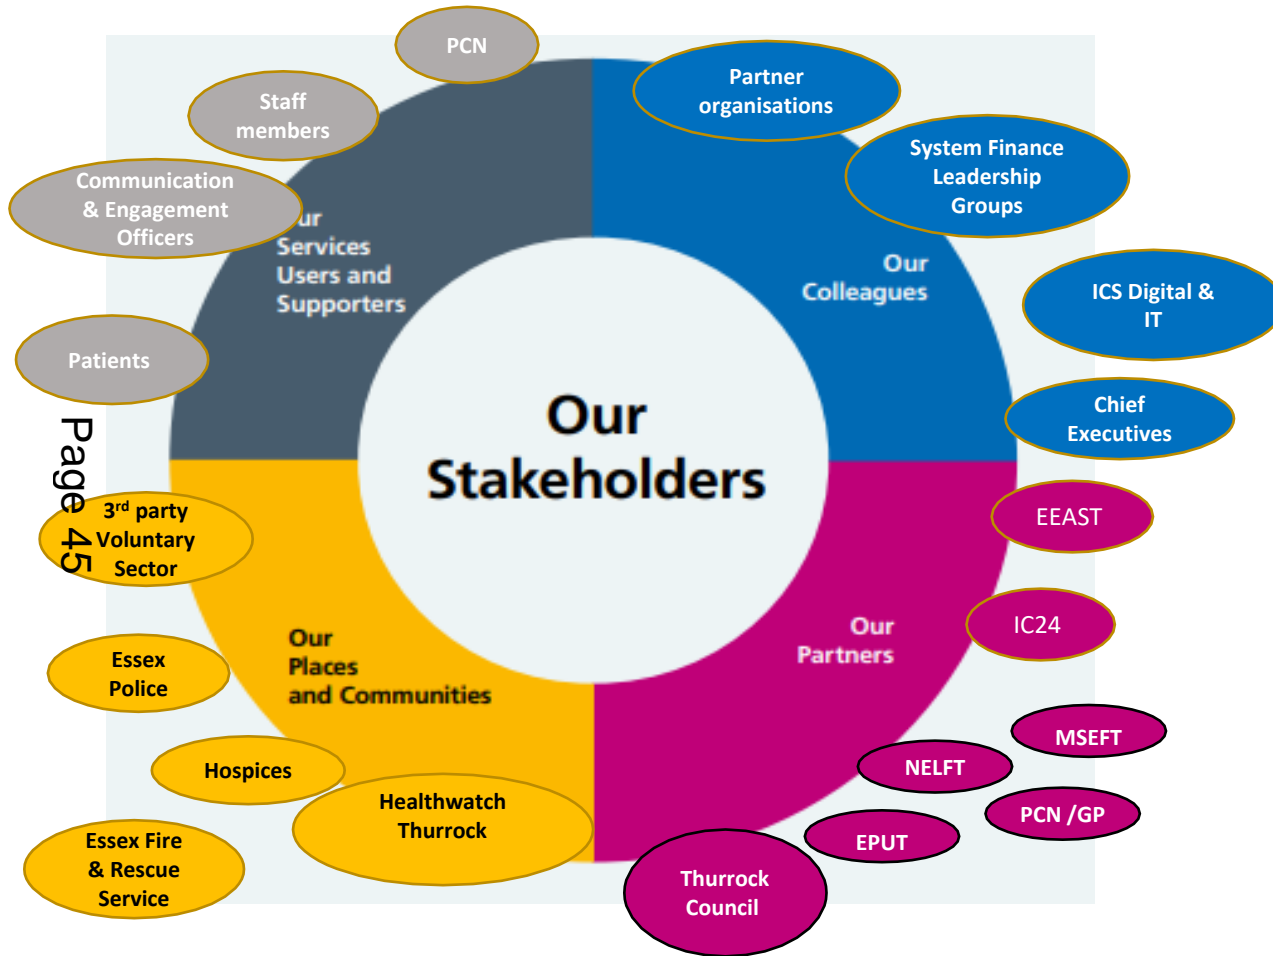 PCN
Staff
members
Communication
& Engagement
Officers
Patients
Services
Users and
Supporters
Partner
organisations
System Finance
Leadership
Groups
ICS Digital &
IT
Chief
Executives
Our
Colleagues
Our
Stakeholders
EEAST
IC24
MSEFT
NELFT
PCN /GP
EPUT
Thurrock
Council
Our
Partners
Page 45
3rd party
Voluntary
Sector
Essex
Police
Hospices
Healthwatch
Thurrock
Essex Fire
& Rescue
Service
Our
Places
and Communities